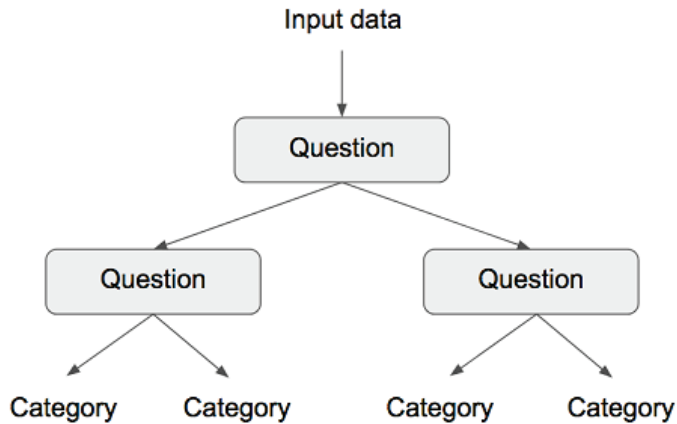 Input data
Question
Question
Question
Category
Category
Category
Category